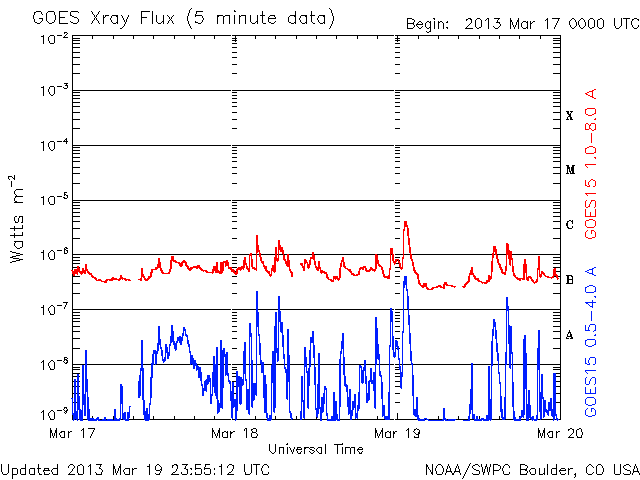 GOES Xray Flux (5 minute data)
Begin: 2013 Mar 17 0000 UTC
10-2
10-3
10-4
10-5
10-6
10-7
10-8
10-9
Watts m-2
X
M
C
B
A
GOES15 1.0-8.0 A
GOES15 0.5-4.0 A
Mar 17
Mar 18
Mar 19
Mar 20
Universal Time
Updated 2013 Mar 19 23:55:12 UTC
NOAA/SWPC Boulder, CO USA